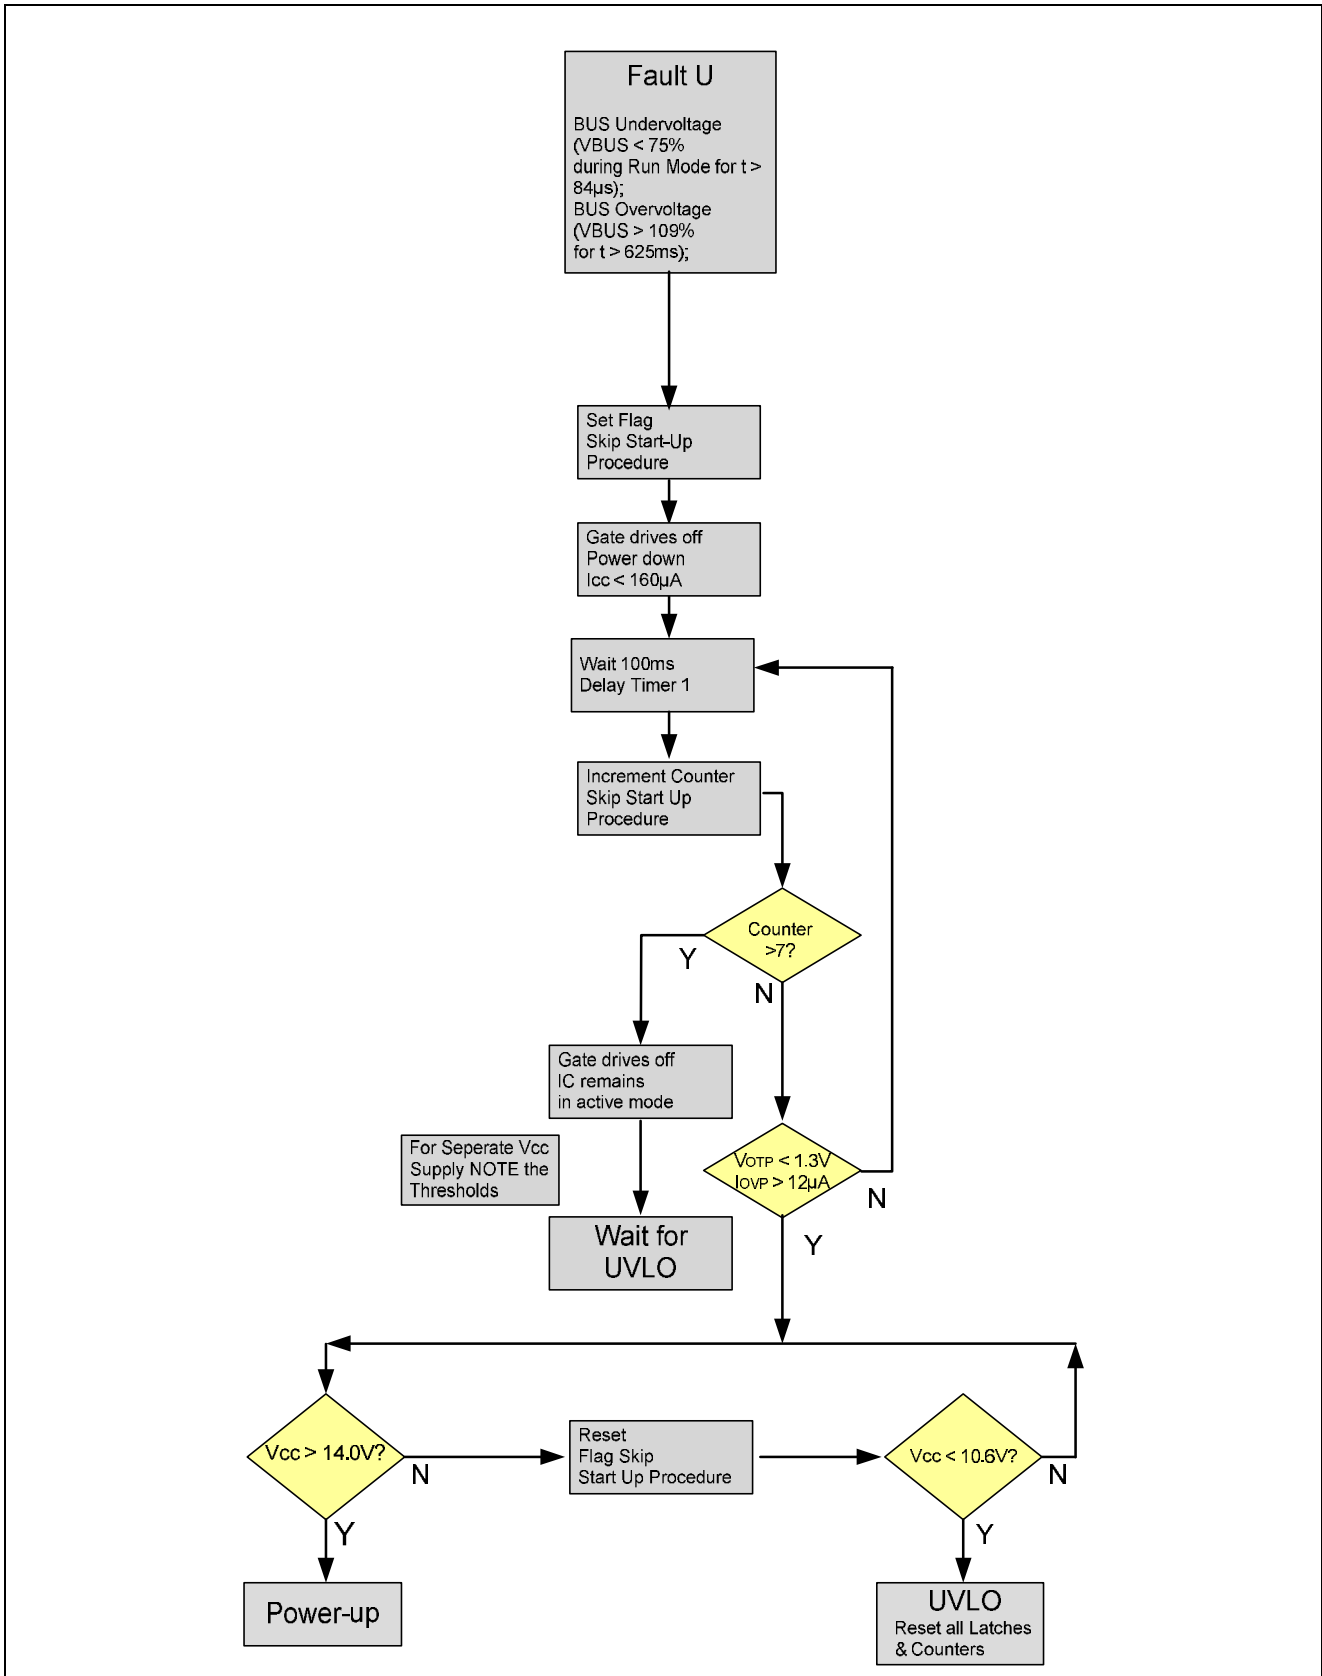 Fault U
BUS Undervoltage
(VBUS < 75%
during Run Mode for t >
84µs);
BUS Overvoltage
(VBUS > 109%
for t > 625ms);
Set Flag
Skip Start-Up
Procedure
Gate drives off
Power down
Icc < 160µA
Wait 100ms
Delay Timer 1
Increment Counter
Skip Start Up
Procedure
Counter
>7?
Y
N
Gate drives off
IC remains
in active mode
For Seperate Vcc
Supply NOTE the
Thresholds
VOTP < 1.3V
IOVP > 12µA
N
Y
Wait for
UVLO
Vcc > 14.0V?
N
Y
Reset
Flag Skip
Start Up Procedure
Vcc < 10.6V?
N
Y
Power-up
UVLO
Reset all Latches
& Counters